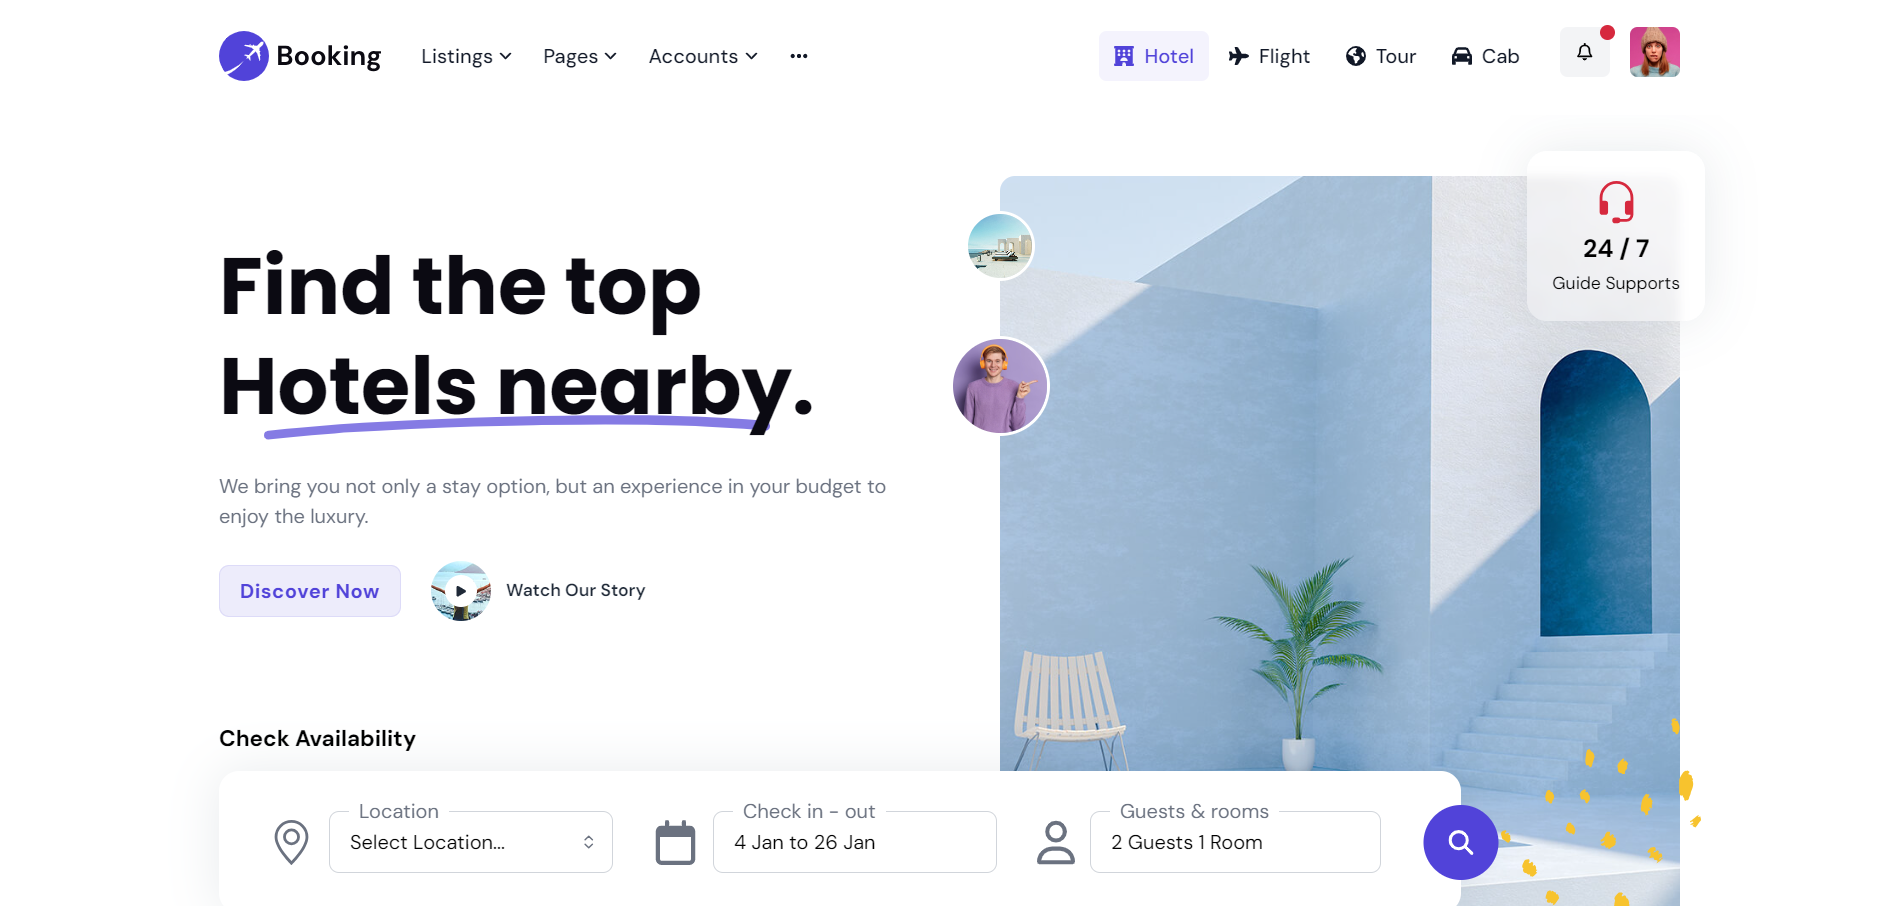 Booking
Listings
Pages
Accounts
Hotel
Flight
Tour
Cab
24 / 7
Guide Supports
Find the top
Hotels nearby.
We bring you not only a stay option, but an experience in your budget to
enjoy the luxury.
Discover Now
Watch Our Story
Check Availability
Location
Select Location...
Check in - out
4 Jan to 26 Jan
Guests & rooms
2 Guests 1 Room